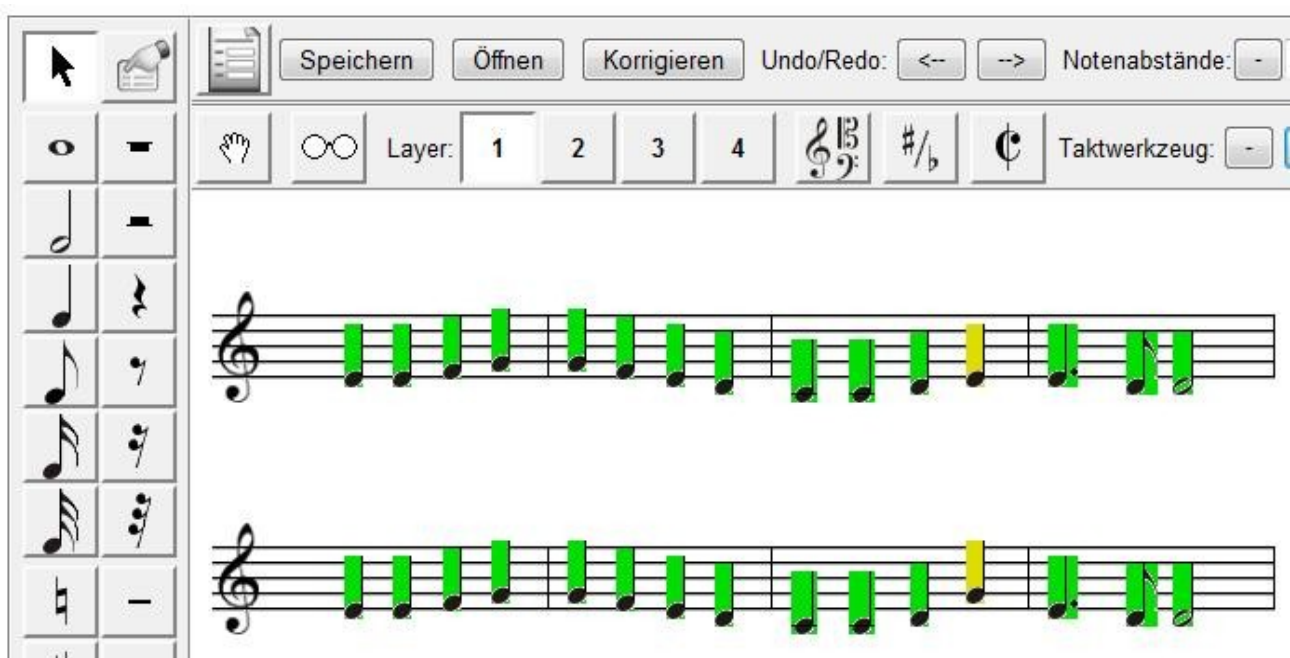 Speichern Öffnen Korrigieren Undo/Redo: <-- --> Notenabstände: -
Layer: 1 2 3 4 Taktwerkzeug: -